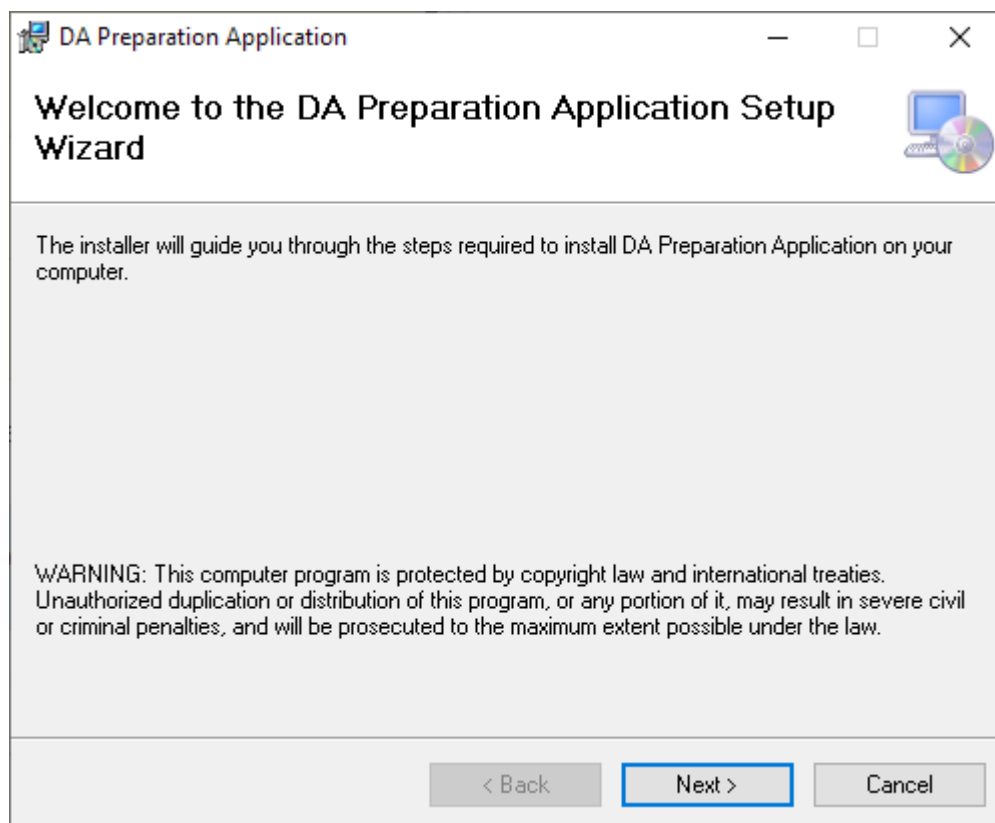 DA Preparation Application
Welcome to the DA Preparation Application Setup
Wizard
The installer will guide you through the steps required to install DA Preparation Application on your
computer.
WARNING: This computer program is protected by copyright law and international treaties.
Unauthorized duplication or distribution of this program, or any portion of it, may result in severe civil
or criminal penalties, and will be prosecuted to the maximum extent possible under the law.
< Back Next > Cancel